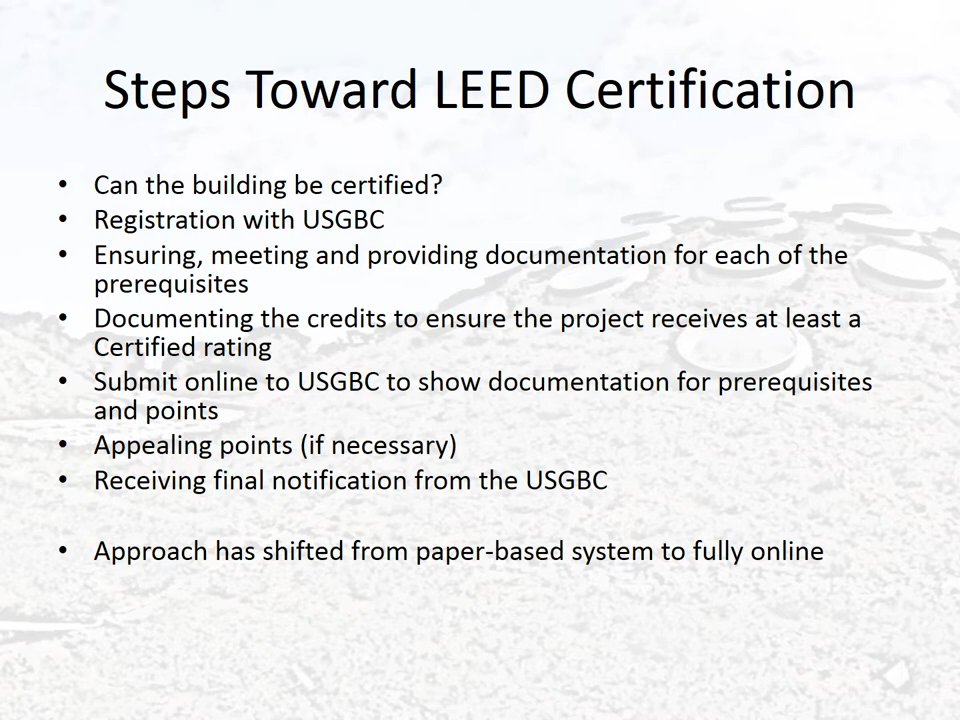 Steps Toward LEED Certification
• Can the building be certified?
• Registration with USGBC
• Ensuring, meeting and providing documentation for each of the
prerequisites
• Documenting the credits to ensure the project receives at least a
Certified rating
• Submit online to USGBC to show documentation for prerequisites
and points
• Appealing points (if necessary)
• Receiving final notification from the USGBC
• Approach has shifted from paper-based system to fully online